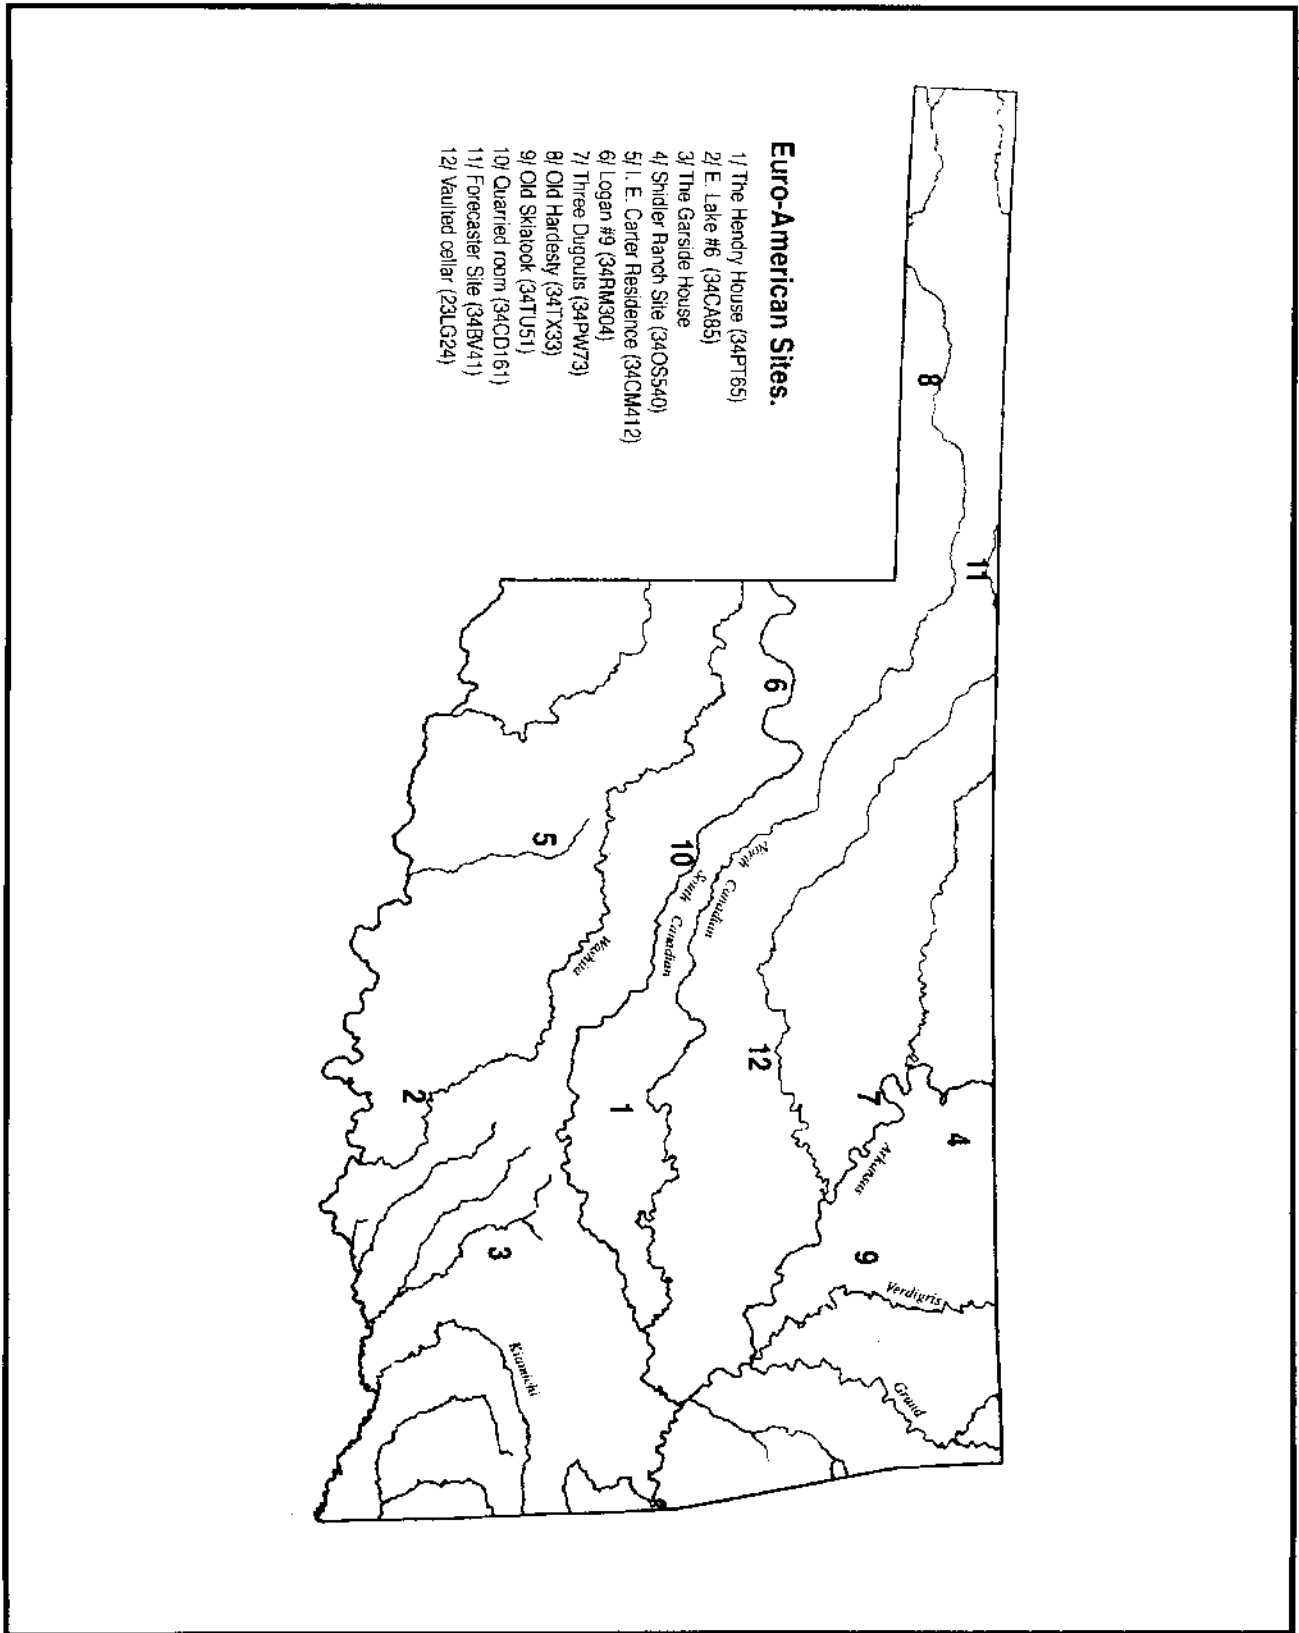 Euro-American Sites.
1/ The Hendry House (34PT65)
2/ E. Lake #6 (34CA85)
3/ The Garside House
4/ Shidler Ranch Site (34OS540)
5/ I. E. Carter Residence (34CM412)
6/ Logan #9 (34RM304)
7/ Three Dugouts (34PW73)
8/ Old Hardesty (34TX33)
9/ Old Skiatook (34TU51)
10/ Quarried room (34CD161)
11/ Forecaster Site (34BV41)
12/ Vaulted cellar (23LG24)
8
11
6
10
North Canadian
South Canadian
Washita
5
12
7
4
Arkansas
1
2
9
Verdigris
3
Kiamichi
Grand